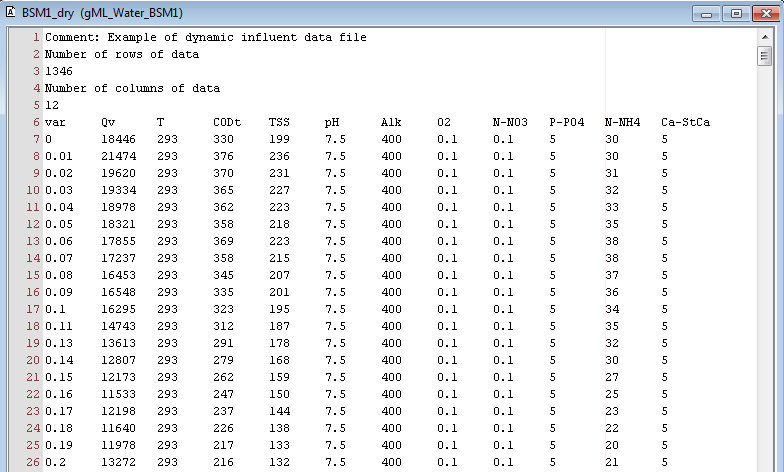 BSM1_dry (gML_Water_BSM1)
1 Comment: Example of dynamic influent data file
2 Number of rows of data
3 1346
4 Number of columns of data
5 12
6 var Qv T CODt TSS pH Alk O2 N-NO3 P-PO4 N-NH4 Ca-StCa
7 0 18446 293 330 199 7.5 400 0.1 0.1 5 30 5
8 0.01 21474 293 376 236 7.5 400 0.1 0.1 5 30 5
9 0.02 19620 293 370 231 7.5 400 0.1 0.1 5 31 5
10 0.03 19334 293 365 227 7.5 400 0.1 0.1 5 32 5
11 0.04 18978 293 362 223 7.5 400 0.1 0.1 5 33 5
12 0.05 18321 293 358 218 7.5 400 0.1 0.1 5 35 5
13 0.06 17855 293 369 223 7.5 400 0.1 0.1 5 38 5
14 0.07 17237 293 358 215 7.5 400 0.1 0.1 5 38 5
15 0.08 16453 293 345 207 7.5 400 0.1 0.1 5 37 5
16 0.09 16548 293 335 201 7.5 400 0.1 0.1 5 36 5
17 0.1 16295 293 323 195 7.5 400 0.1 0.1 5 34 5
18 0.11 14743 293 312 187 7.5 400 0.1 0.1 5 35 5
19 0.13 13613 293 291 178 7.5 400 0.1 0.1 5 32 5
20 0.14 12807 293 279 168 7.5 400 0.1 0.1 5 30 5
21 0.15 12173 293 262 159 7.5 400 0.1 0.1 5 27 5
22 0.16 11533 293 247 150 7.5 400 0.1 0.1 5 25 5
23 0.17 12198 293 237 144 7.5 400 0.1 0.1 5 23 5
24 0.18 11640 293 226 138 7.5 400 0.1 0.1 5 22 5
25 0.19 11978 293 217 133 7.5 400 0.1 0.1 5 20 5
26 0.2 13272 293 216 132 7.5 400 0.1 0.1 5 21 5